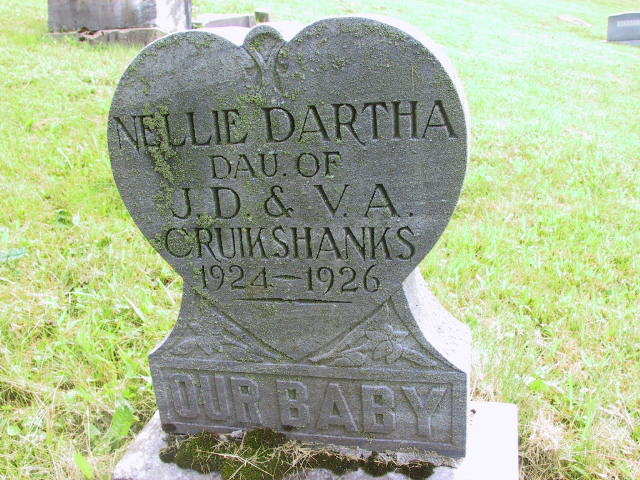 NELLIE DARTHA
DAU. OF
J.D. & V.A.
CRUIKSHANKS
1924–1926
OUR BABY